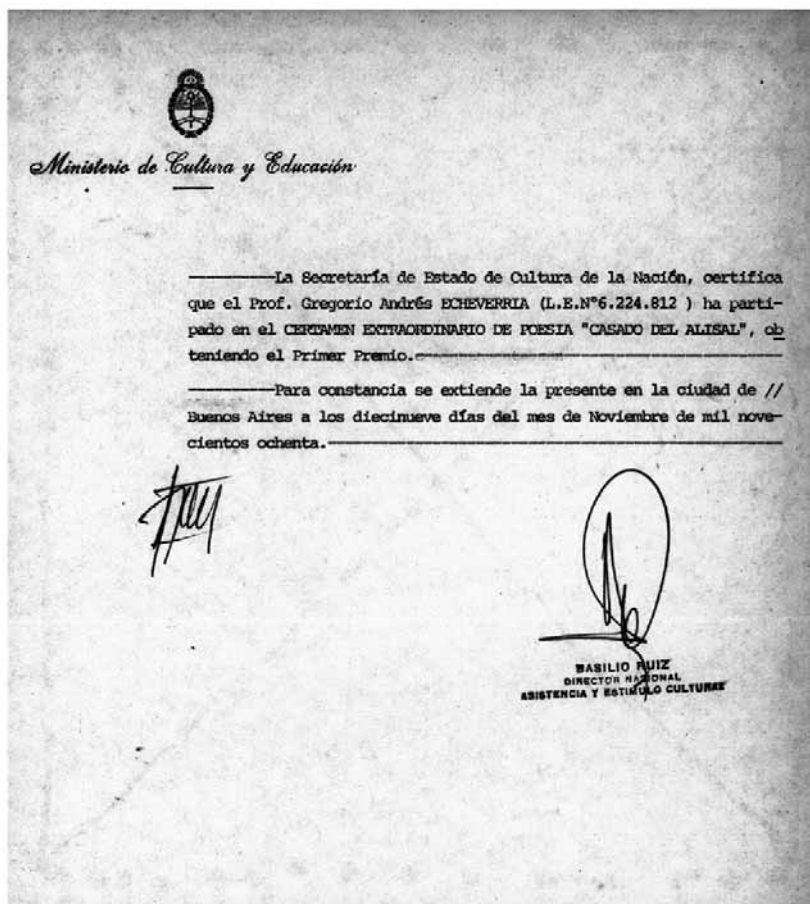 Ministerio de Cultura y Educación
----------La Secretaría de Estado de Cultura de la Nación, certifica
que el Prof. Gregorio Andrés ECHEVERRIA (L.E.Nº6.224.812 ) ha parti-
pado en el CERTAMEN EXTRAORDINARIO DE POESIA "CASADO DEL ALISAL", ob
teniendo el Primer Premio.----------
----------Para constancia se extiende la presente en la ciudad de //
Buenos Aires a los diecinueve días del mes de Noviembre de mil nove-
cientos ochenta.----------
BASILIO RUIZ
DIRECTOR NACIONAL
ASISTENCIA Y ESTIMULO CULTURAL